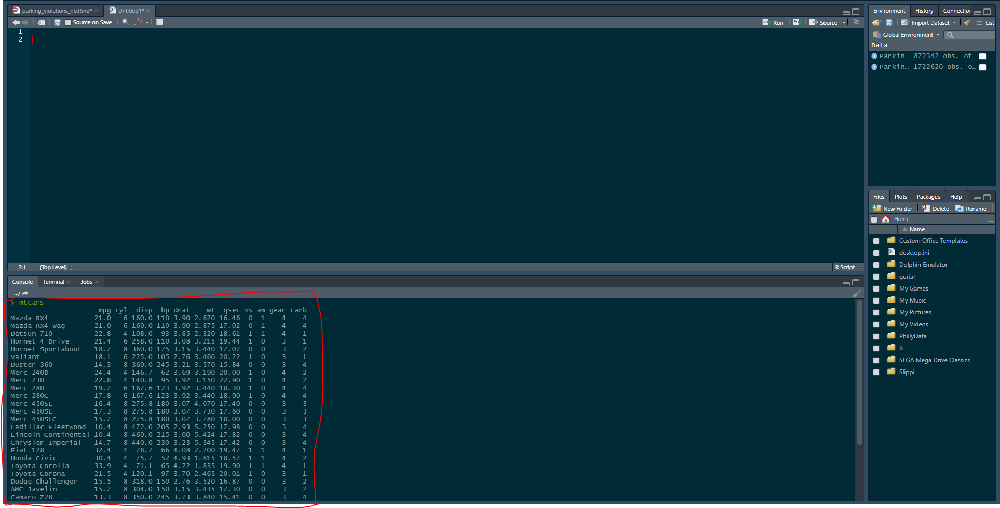 parking_violations_nb.Rmd* Untitled1*
Source on Save Run Source
1
2
2:1 (Top Level) R Script
Console Terminal Jobs
~/
> mtcars
mpg cyl disp hp drat wt qsec vs am gear carb
Mazda RX4 21.0 6 160.0 110 3.90 2.620 16.46 0 1 4 4
Mazda RX4 Wag 21.0 6 160.0 110 3.90 2.875 17.02 0 1 4 4
Datsun 710 22.8 4 108.0 93 3.85 2.320 18.61 1 1 4 1
Hornet 4 Drive 21.4 6 258.0 110 3.08 3.215 19.44 1 0 3 1
Hornet Sportabout 18.7 8 360.0 175 3.15 3.440 17.02 0 0 3 2
Valiant 18.1 6 225.0 105 2.76 3.460 20.22 1 0 3 1
Duster 360 14.3 8 360.0 245 3.21 3.570 15.84 0 0 3 4
Merc 240D 24.4 4 146.7 62 3.69 3.190 20.00 1 0 4 2
Merc 230 22.8 4 140.8 95 3.92 3.150 22.90 1 0 4 2
Merc 280 19.2 6 167.6 123 3.92 3.440 18.30 1 0 4 4
Merc 280C 17.8 6 167.6 123 3.92 3.440 18.90 1 0 4 4
Merc 450SE 16.4 8 275.8 180 3.07 4.070 17.40 0 0 3 3
Merc 450SL 17.3 8 275.8 180 3.07 3.730 17.60 0 0 3 3
Merc 450SLC 15.2 8 275.8 180 3.07 3.780 18.00 0 0 3 3
Cadillac Fleetwood 10.4 8 472.0 205 2.93 5.250 17.98 0 0 3 4
Lincoln Continental 10.4 8 460.0 215 3.00 5.424 17.82 0 0 3 4
Chrysler Imperial 14.7 8 440.0 230 3.23 5.345 17.42 0 0 3 4
Fiat 128 32.4 4 78.7 66 4.08 2.200 19.47 1 1 4 1
Honda Civic 30.4 4 75.7 52 4.93 1.615 18.52 1 1 4 2
Toyota Corolla 33.9 4 71.1 65 4.22 1.835 19.90 1 1 4 1
Toyota Corona 21.5 4 120.1 97 3.70 2.465 20.01 1 0 3 1
Dodge Challenger 15.5 8 318.0 150 2.76 3.520 16.87 0 0 3 2
AMC Javelin 15.2 8 304.0 150 3.15 3.435 17.30 0 0 3 2
Camaro Z28 13.3 8 350.0 245 3.73 3.840 15.41 0 0 3 4
Environment History Connection
Import Dataset List
Global Environment
Data
Parkin… 872342 obs. of…
Parkin… 1722620 obs. o…
Files Plots Packages Help
New Folder Delete Rename
Home ...
Name
Custom Office Templates
desktop.ini
Dolphin Emulator
guitar
My Games
My Music
My Pictures
My Videos
PhillyData
R
SEGA Mega Drive Classics
Slippi